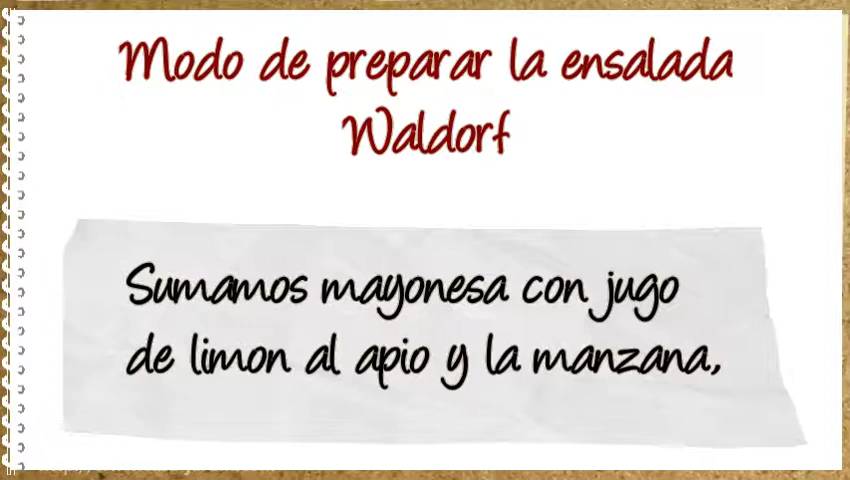 Modo de preparar la ensalada
Waldorf
Sumamos mayonesa con jugo
de limon al apio y la manzana,